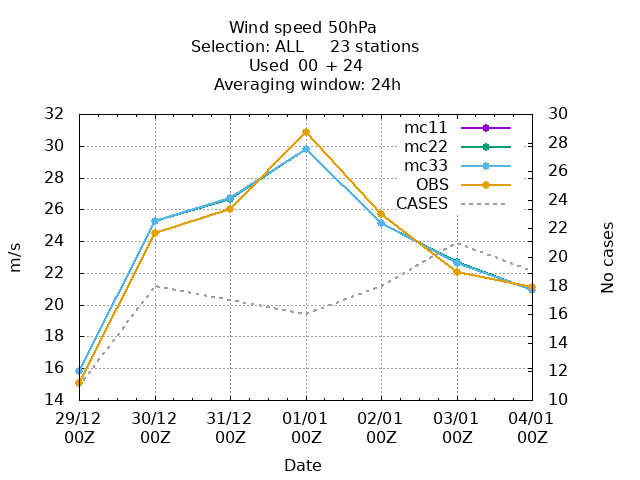 Wind speed 50hPa
Selection: ALL 23 stations
Used 00 + 24
Averaging window: 24h
32 30
30 28
28 26
26 24
24 22
22 20
20 18
18 16
16 14
14 12
10
mc11
mc22
mc33
OBS
CASES
m/s
No cases
29/12 30/12 31/12 01/01 02/01 03/01 04/01
00Z 00Z 00Z 00Z 00Z 00Z 00Z
Date